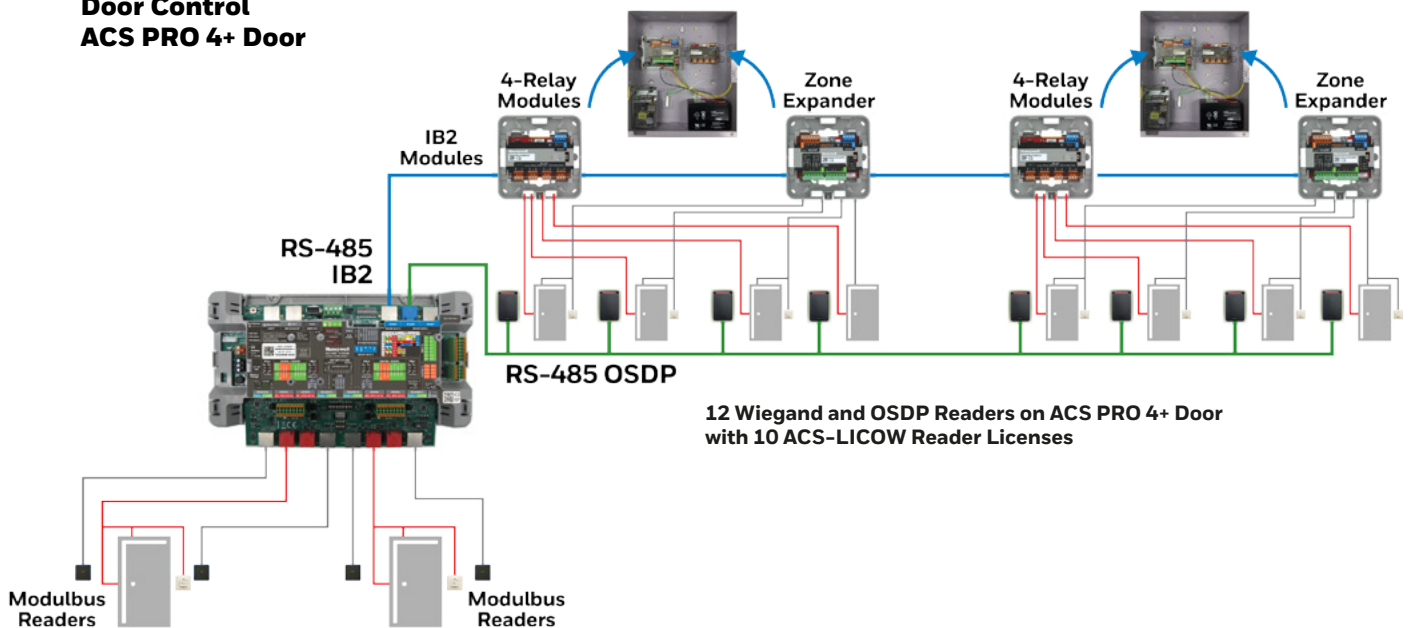 Door Control
ACS PRO 4+ Door
4-Relay
Modules
Zone
Expander
4-Relay
Modules
Zone
Expander
IB2
Modules
RS-485
IB2
RS-485 OSDP
12 Wiegand and OSDP Readers on ACS PRO 4+ Door
with 10 ACS-LICOW Reader Licenses
Honeywell
Modulbus
Readers
Modulbus
Readers